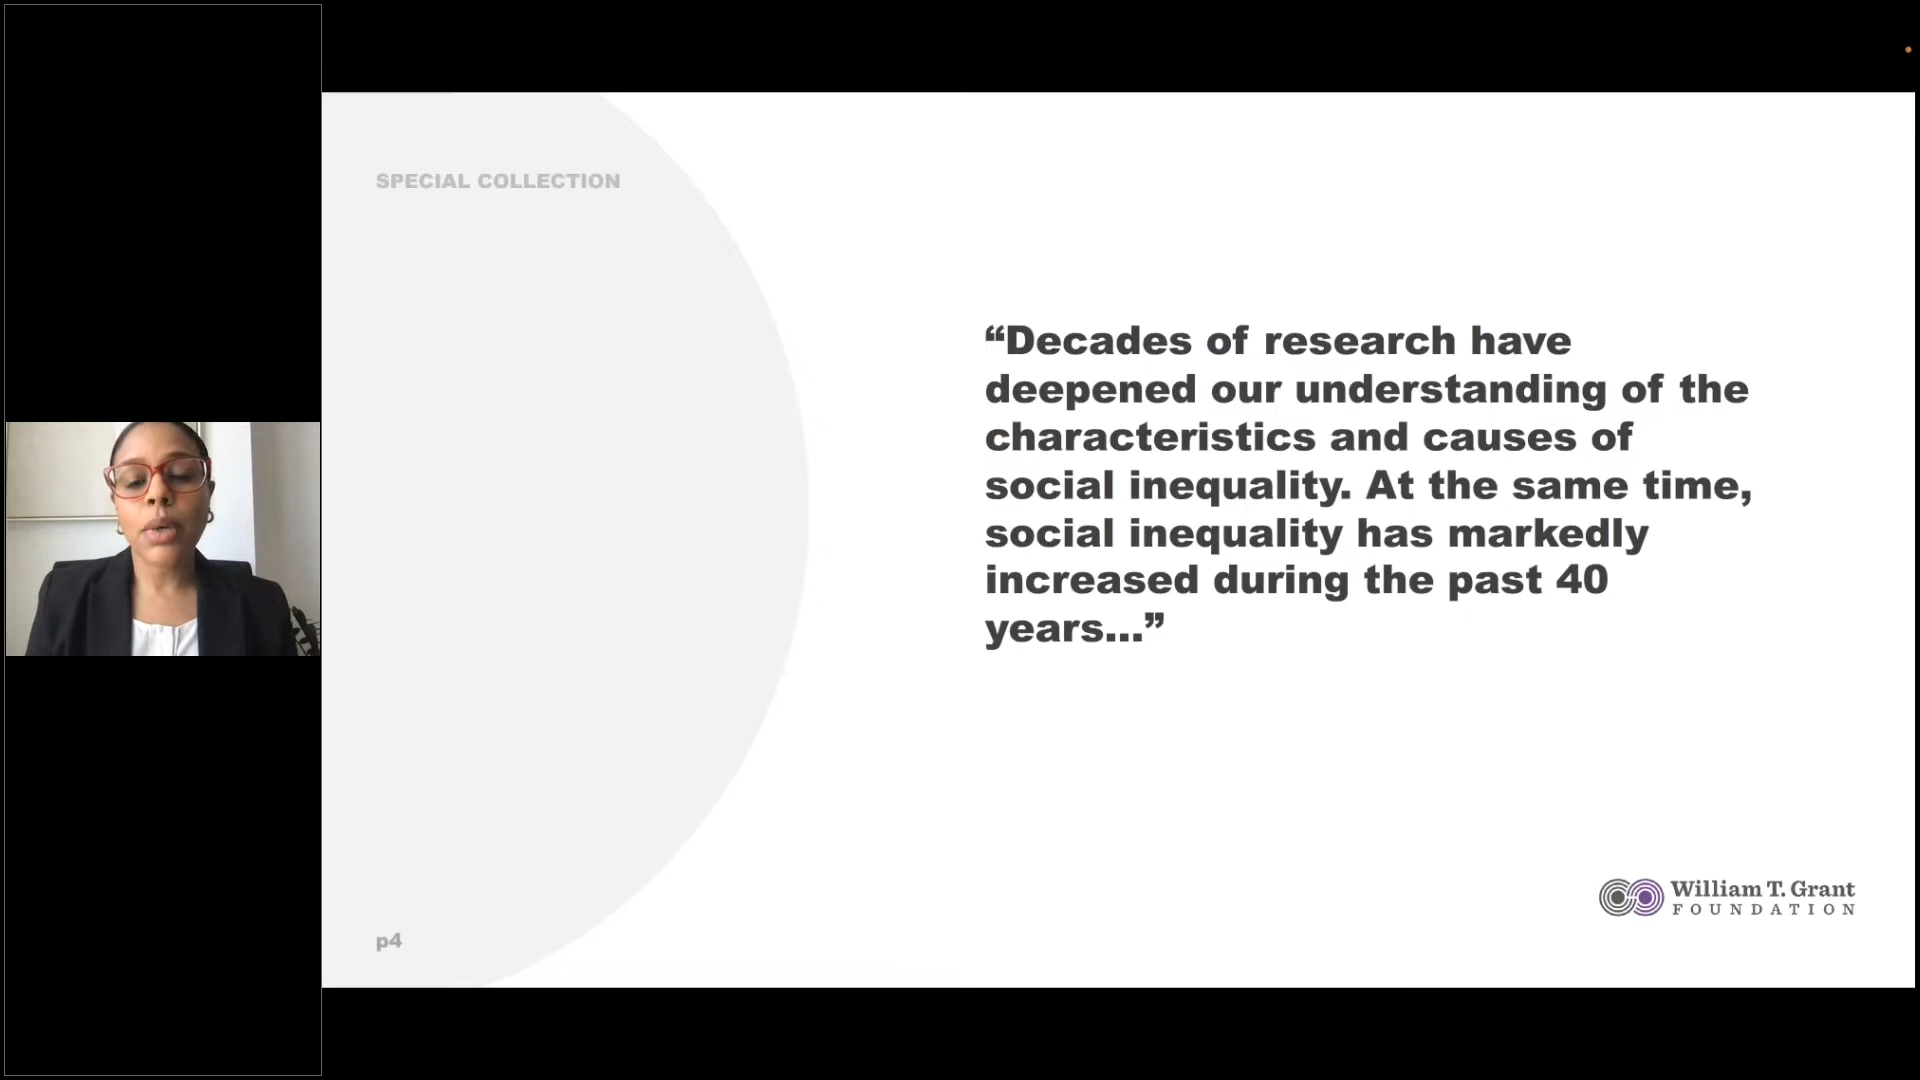 SPECIAL COLLECTION
“Decades of research have
deepened our understanding of the
characteristics and causes of
social inequality. At the same time,
social inequality has markedly
increased during the past 40
years...”
William T. Grant
FOUNDATION
p4